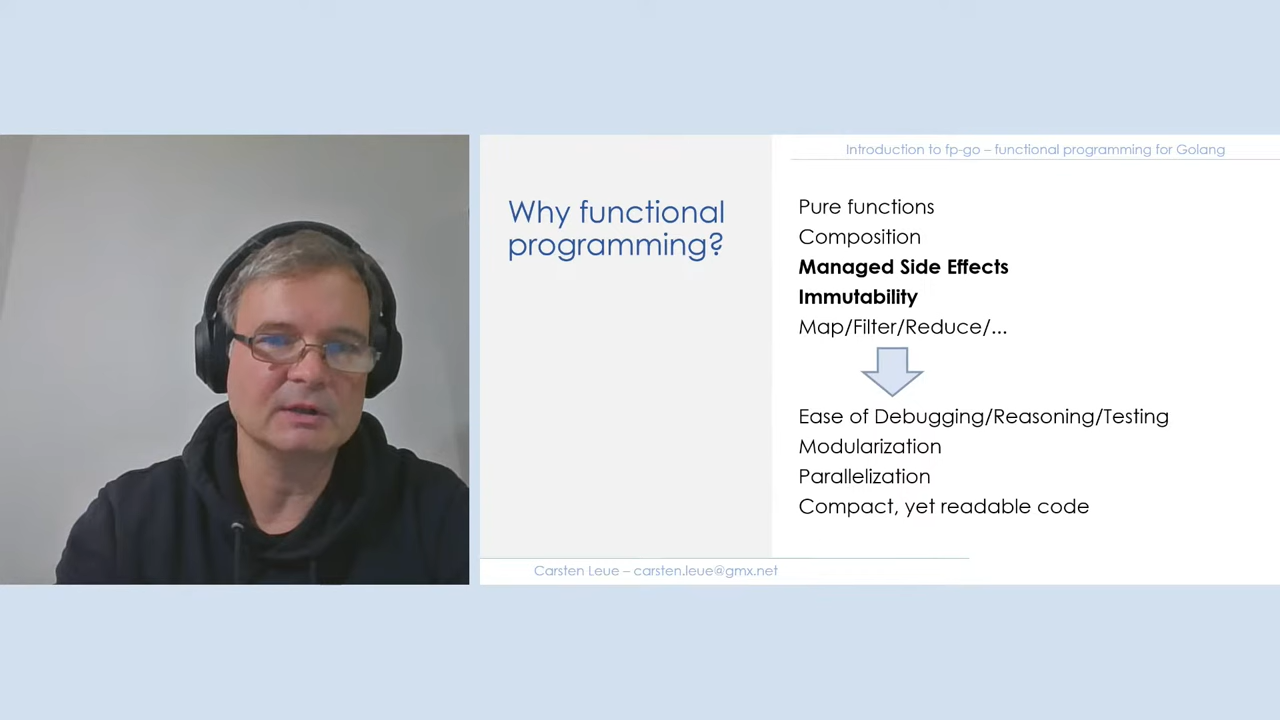 Introduction to fp-go – functional programming for Golang
Why functional
programming?
Pure functions
Composition
Managed Side Effects
Immutability
Map/Filter/Reduce/...
Ease of Debugging/Reasoning/Testing
Modularization
Parallelization
Compact, yet readable code
Carsten Leue – carsten.leue@gmx.net